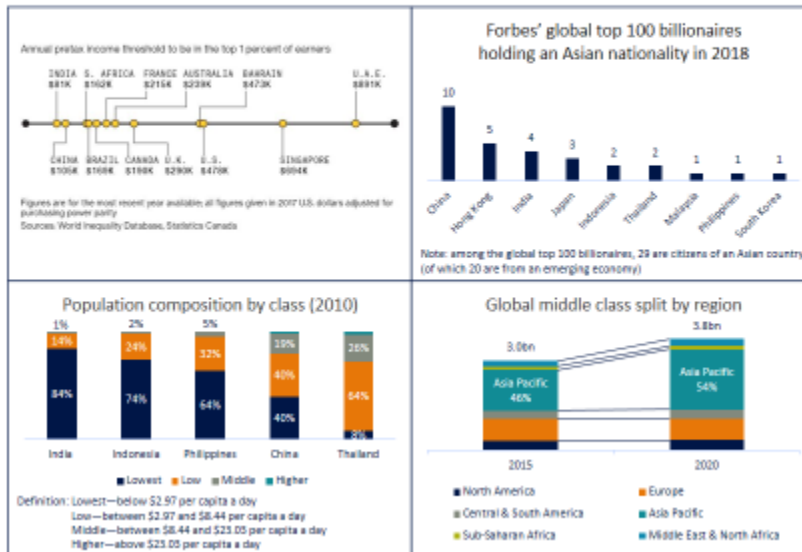 Annual pretax income threshold to be in the top 1 percent of earners
INDIA S. AFRICA FRANCE AUSTRALIA BAHRAIN U.A.E.
$81K $162K $215K $229K $473K $891K
CHINA BRAZIL CANADA U.K. U.S. SINGAPORE
$105K $169K $190K $290K $478K $694K
Figures are for the most recent year available; all figures given in 2017 U.S. dollars adjusted for
purchasing power parity
Sources: World Inequality Database, Statistics Canada
Forbes' global top 100 billionaires
holding an Asian nationality in 2018
10
5
4
3
2
2
1
1
1
China
Hong Kong
India
Japan
Indonesia
Thailand
Malaysia
Philippines
South Korea
Note: among the global top 100 billionaires, 29 are citizens of an Asian country
(of which 20 are from an emerging economy)
Population composition by class (2010)
1% 2% 5%
14% 24% 32% 19% 26%
84% 74% 64% 40% 64%
40% 8%
India Indonesia Philippines China Thailand
Lowest Low Middle Higher
Definition: Lowest—below $2.97 per capita a day
Low—between $2.97 and $8.44 per capita a day
Middle—between $8.44 and $23.03 per capita a day
Higher—above $23.03 per capita a day
Global middle class split by region
3.0bn
3.8bn
Asia Pacific
46%
Asia Pacific
54%
2015 2020
North America Europe
Central & South America Asia Pacific
Sub-Saharan Africa Middle East & North Africa